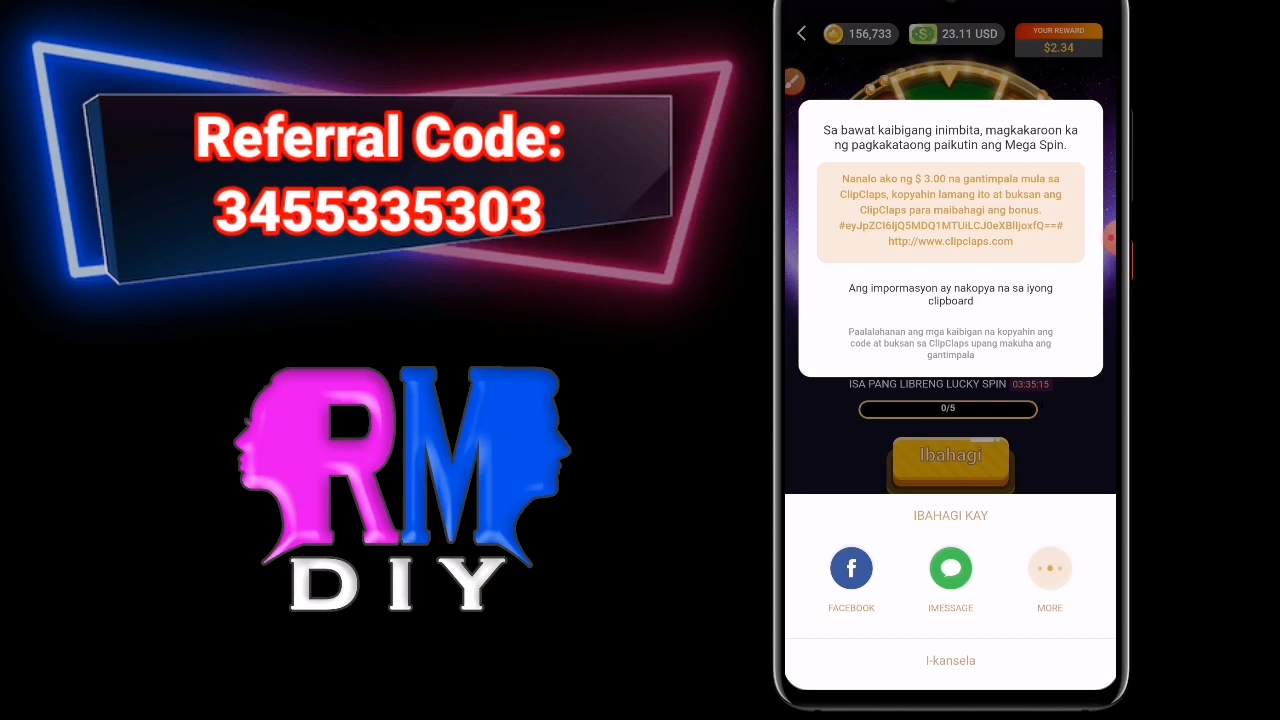 Referral Code:
3455335303
RM
DIY
156,733
23.11 USD
YOUR REWARD
$2.34
Sa bawat kaibigang inimbita, magkakaroon ka
ng pagkakataong paikutin ang Mega Spin.
Nanalo ako ng $ 3.00 na gantimpala mula sa
ClipClaps, kopyahin lamang ito at buksan ang
ClipClaps para maibahagi ang bonus.
#eyJpZCI6IjQ5MDQ1MTUiLCJ0eXBlIjoxfQ==#
http://www.clipclaps.com
Ang impormasyon ay nakopya na sa iyong
clipboard
Paalalahanan ang mga kaibigan na kopyahin ang
code at buksan sa ClipClaps upang makuha ang
gantimpala
ISA PANG LIBRENG LUCKY SPIN 03:35:15
0/5
Ibahagi
IBAHAGI KAY
FACEBOOK
IMESSAGE
MORE
I-kansela